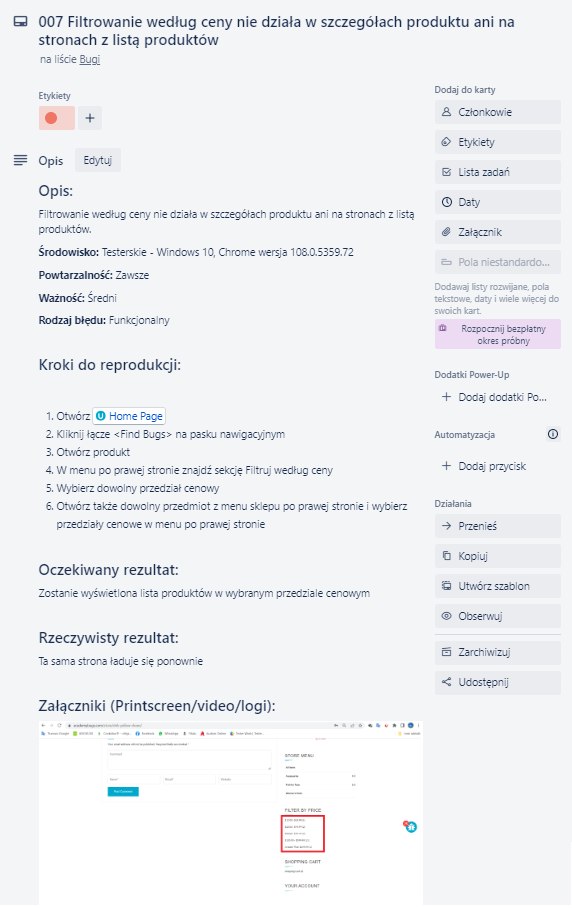 007 Filtrowanie według ceny nie działa w szczegółach produktu ani na
stronach z listą produktów
na liście Bugi
Etykiety
Opis
Edytuj
Opis:
Filtrowanie według ceny nie działa w szczegółach produktu ani na stronach z listą
produktów.
Środowisko: Testerskie - Windows 10, Chrome wersja 108.0.5359.72
Powtarzalność: Zawsze
Ważność: Średni
Rodzaj błędu: Funkcjonalny
Kroki do reprodukcji:
1. Otwórz Home Page
2. Kliknij łącze <Find Bugs> na pasku nawigacyjnym
3. Otwórz produkt
4. W menu po prawej stronie znajdź sekcję Filtruj według ceny
5. Wybierz dowolny przedział cenowy
6. Otwórz także dowolny przedmiot z menu sklepu po prawej stronie i wybierz
przedziały cenowe w menu po prawej stronie
Oczekiwany rezultat:
Zostanie wyświetlona lista produktów w wybranym przedziale cenowym
Rzeczywisty rezultat:
Ta sama strona ładuje się ponownie
Załączniki (Printscreen/video/logi):
STORE MENU
FILTER BY PRICE
SHOPPING CART
YOUR ACCOUNT
Post Comment
Dodaj do karty
Członkowie
Etykiety
Lista zadań
Daty
Załącznik
Pola niestandardo...
Dodawaj listy rozwijane, pola
tekstowe, daty i wiele więcej do
swoich kart.
Rozpocznij bezpłatny
okres próbny
Dodatki Power-Up
Dodaj dodatki Po...
Automatyzacja
Dodaj przycisk
Działania
Przenieś
Kopiuj
Utwórz szablon
Obserwuj
Zarchiwizuj
Udostępnij